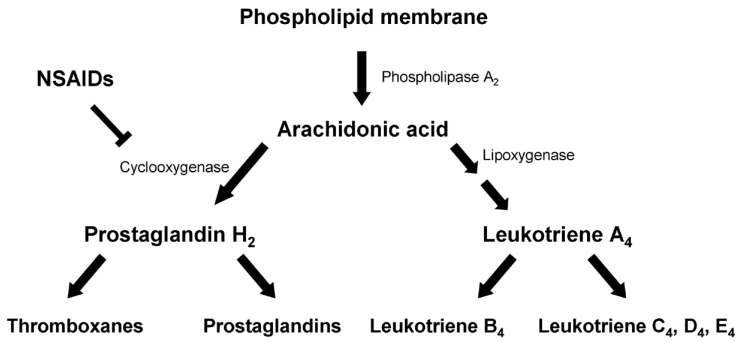 Phospholipid membrane
Phospholipase A₂
NSAIDs
Arachidonic acid
Cyclooxygenase
Lipoxygenase
Prostaglandin H₂
Leukotriene A₄
Thromboxanes
Prostaglandins
Leukotriene B₄
Leukotriene C₄, D₄, E₄